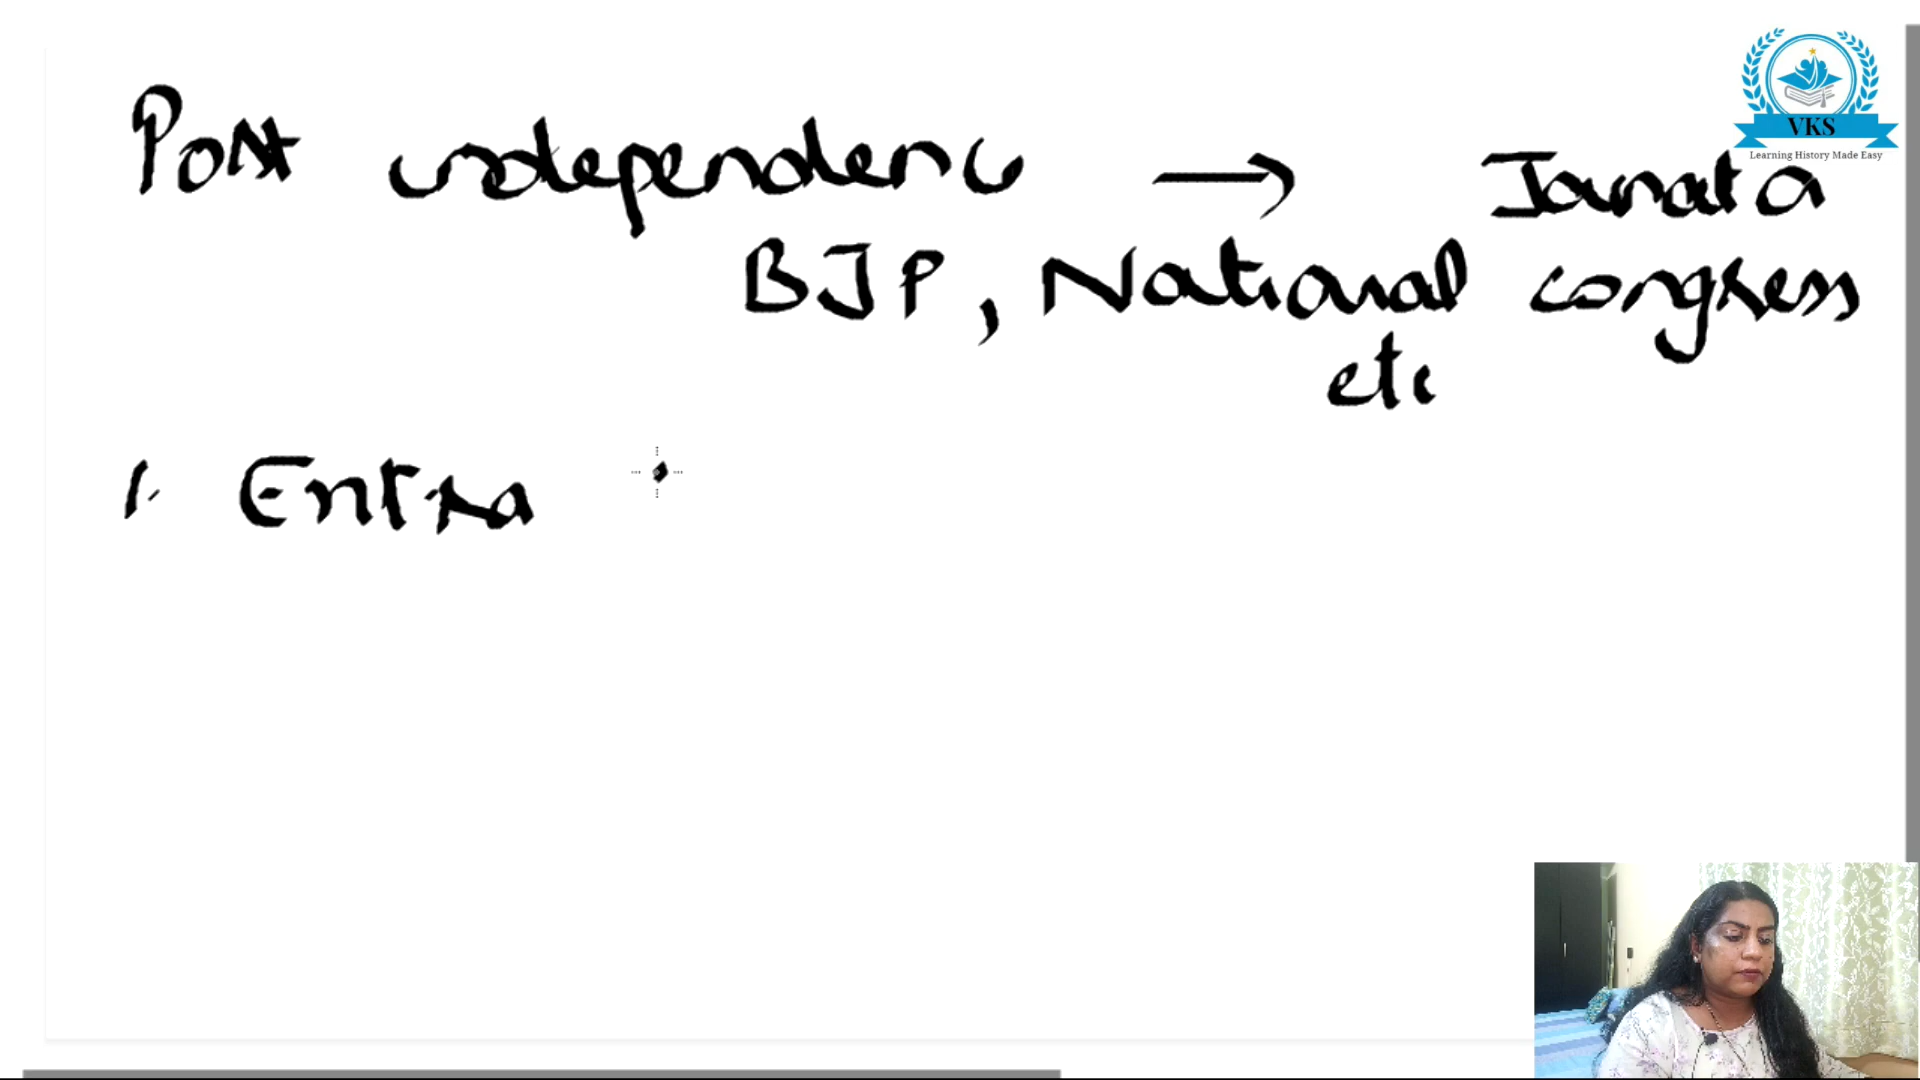 VKS
Learning History Made Easy
Post independence → Janata
BJP, National congress
etc
1. Entra